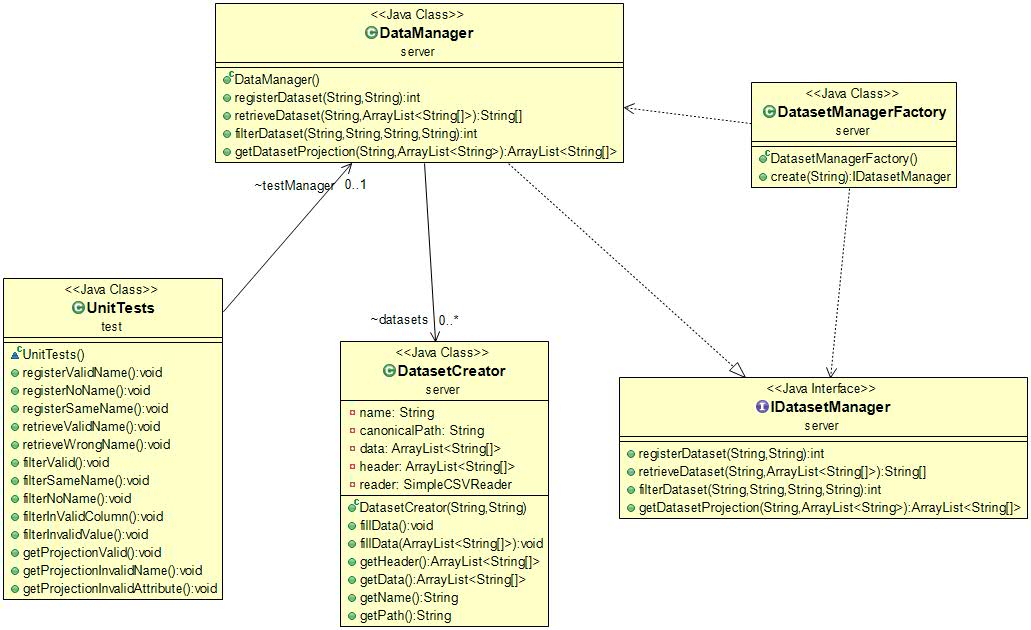 <<Java Class>>
DataManager
server
DataManager()
registerDataset(String,String):int
retrieveDataset(String,ArrayList<String[]>):String[]
filterDataset(String,String,String,String):int
getDatasetProjection(String,ArrayList<String>):ArrayList<String[]>
<<Java Class>>
DatasetManagerFactory
server
DatasetManagerFactory()
create(String):IDatasetManager
~testManager 0..1
~datasets 0..*
<<Java Class>>
UnitTests
test
UnitTests()
registerValidName():void
registerNoName():void
registerSameName():void
retrieveValidName():void
retrieveWrongName():void
filterValid():void
filterSameName():void
filterNoName():void
filterInValidColumn():void
filterInvalidValue():void
getProjectionValid():void
getProjectionInvalidName():void
getProjectionInvalidAttribute():void
<<Java Class>>
DatasetCreator
server
name: String
canonicalPath: String
data: ArrayList<String[]>
header: ArrayList<String[]>
reader: SimpleCSVReader
DatasetCreator(String,String)
fillData():void
fillData(ArrayList<String[]>):void
getHeader():ArrayList<String[]>
getData():ArrayList<String[]>
getName():String
getPath():String
<<Java Interface>>
IDatasetManager
server
registerDataset(String,String):int
retrieveDataset(String,ArrayList<String[]>):String[]
filterDataset(String,String,String,String):int
getDatasetProjection(String,ArrayList<String>):ArrayList<String[]>